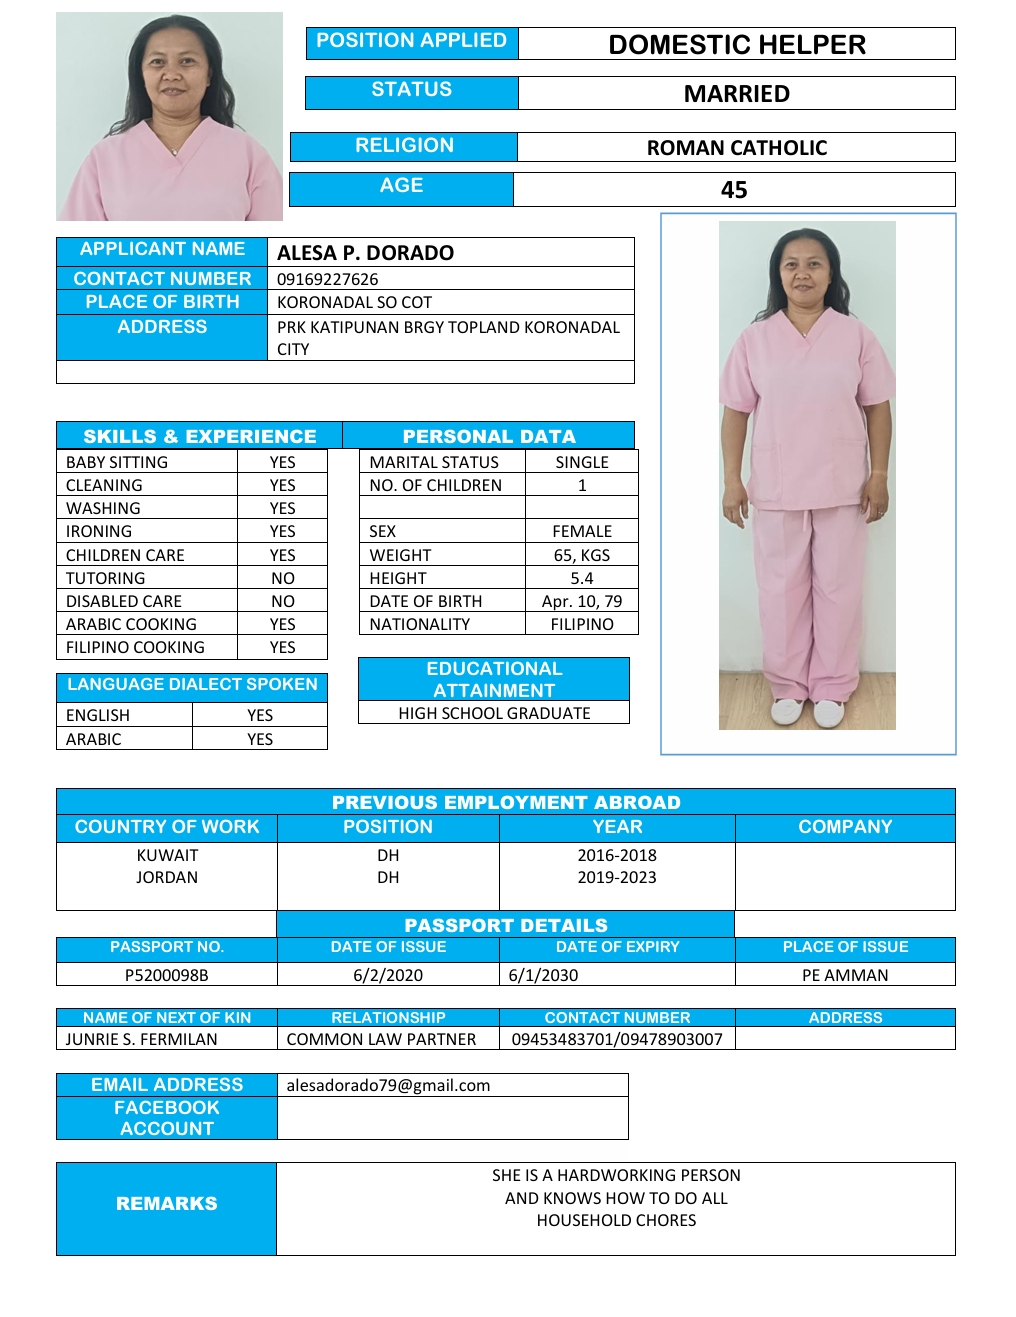 POSITION APPLIED DOMESTIC HELPER
STATUS MARRIED
RELIGION ROMAN CATHOLIC
AGE 45
APPLICANT NAME ALESA P. DORADO
CONTACT NUMBER 09169227626
PLACE OF BIRTH KORONADAL SO COT
ADDRESS PRK KATIPUNAN BRGY TOPLAND KORONADAL
CITY
SKILLS & EXPERIENCE PERSONAL DATA
BABY SITTING YES MARITAL STATUS SINGLE
CLEANING YES NO. OF CHILDREN 1
WASHING YES
IRONING YES SEX FEMALE
CHILDREN CARE YES WEIGHT 65, KGS
TUTORING NO HEIGHT 5.4
DISABLED CARE NO DATE OF BIRTH Apr. 10, 79
ARABIC COOKING YES NATIONALITY FILIPINO
FILIPINO COOKING YES
LANGUAGE DIALECT SPOKEN
ENGLISH YES
ARABIC YES
EDUCATIONAL
ATTAINMENT
HIGH SCHOOL GRADUATE
PREVIOUS EMPLOYMENT ABROAD
COUNTRY OF WORK POSITION YEAR COMPANY
KUWAIT DH 2016-2018
JORDAN DH 2019-2023
PASSPORT DETAILS
PASSPORT NO. DATE OF ISSUE DATE OF EXPIRY PLACE OF ISSUE
P5200098B 6/2/2020 6/1/2030 PE AMMAN
NAME OF NEXT OF KIN RELATIONSHIP CONTACT NUMBER ADDRESS
JUNRIE S. FERMILAN COMMON LAW PARTNER 09453483701/09478903007
EMAIL ADDRESS alesadorado79@gmail.com
FACEBOOK
ACCOUNT
REMARKS
SHE IS A HARDWORKING PERSON
AND KNOWS HOW TO DO ALL
HOUSEHOLD CHORES